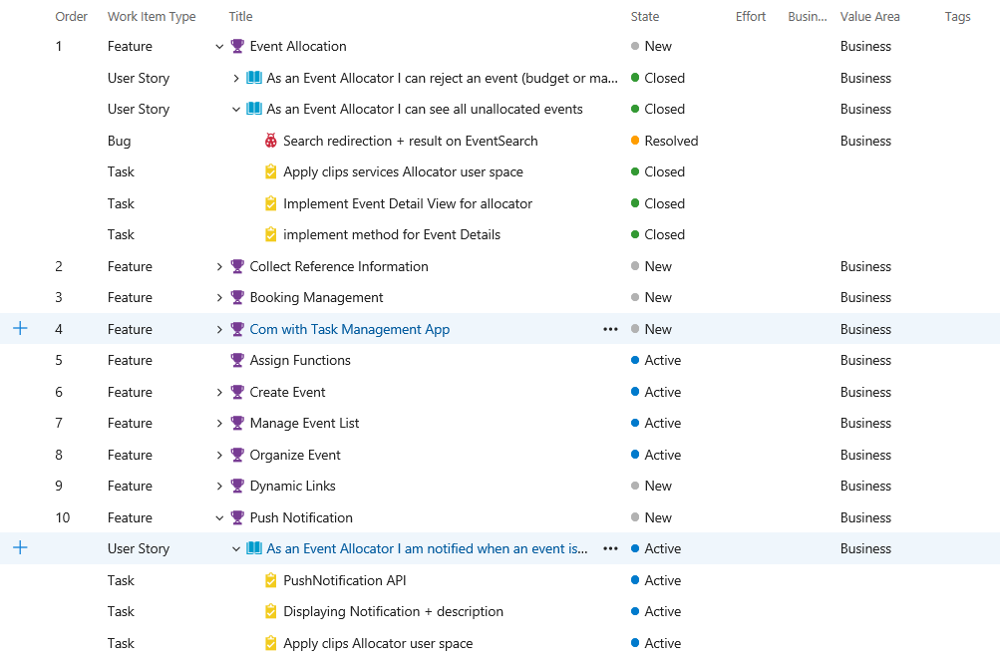 Order Work Item Type Title State Effort Busin... Value Area Tags
1 Feature Event Allocation New Business
User Story As an Event Allocator I can reject an event (budget or ma... Closed Business
User Story As an Event Allocator I can see all unallocated events Closed Business
Bug Search redirection + result on EventSearch Resolved Business
Task Apply clips services Allocator user space Closed
Task Implement Event Detail View for allocator Closed
Task implement method for Event Details Closed
2 Feature Collect Reference Information New Business
3 Feature Booking Management New Business
4 Feature Com with Task Management App New Business
5 Feature Assign Functions Active Business
6 Feature Create Event Active Business
7 Feature Manage Event List Active Business
8 Feature Organize Event Active Business
9 Feature Dynamic Links New Business
10 Feature Push Notification New Business
User Story As an Event Allocator I am notified when an event is... Active Business
Task PushNotification API Active
Task Displaying Notification + description Active
Task Apply clips Allocator user space Active